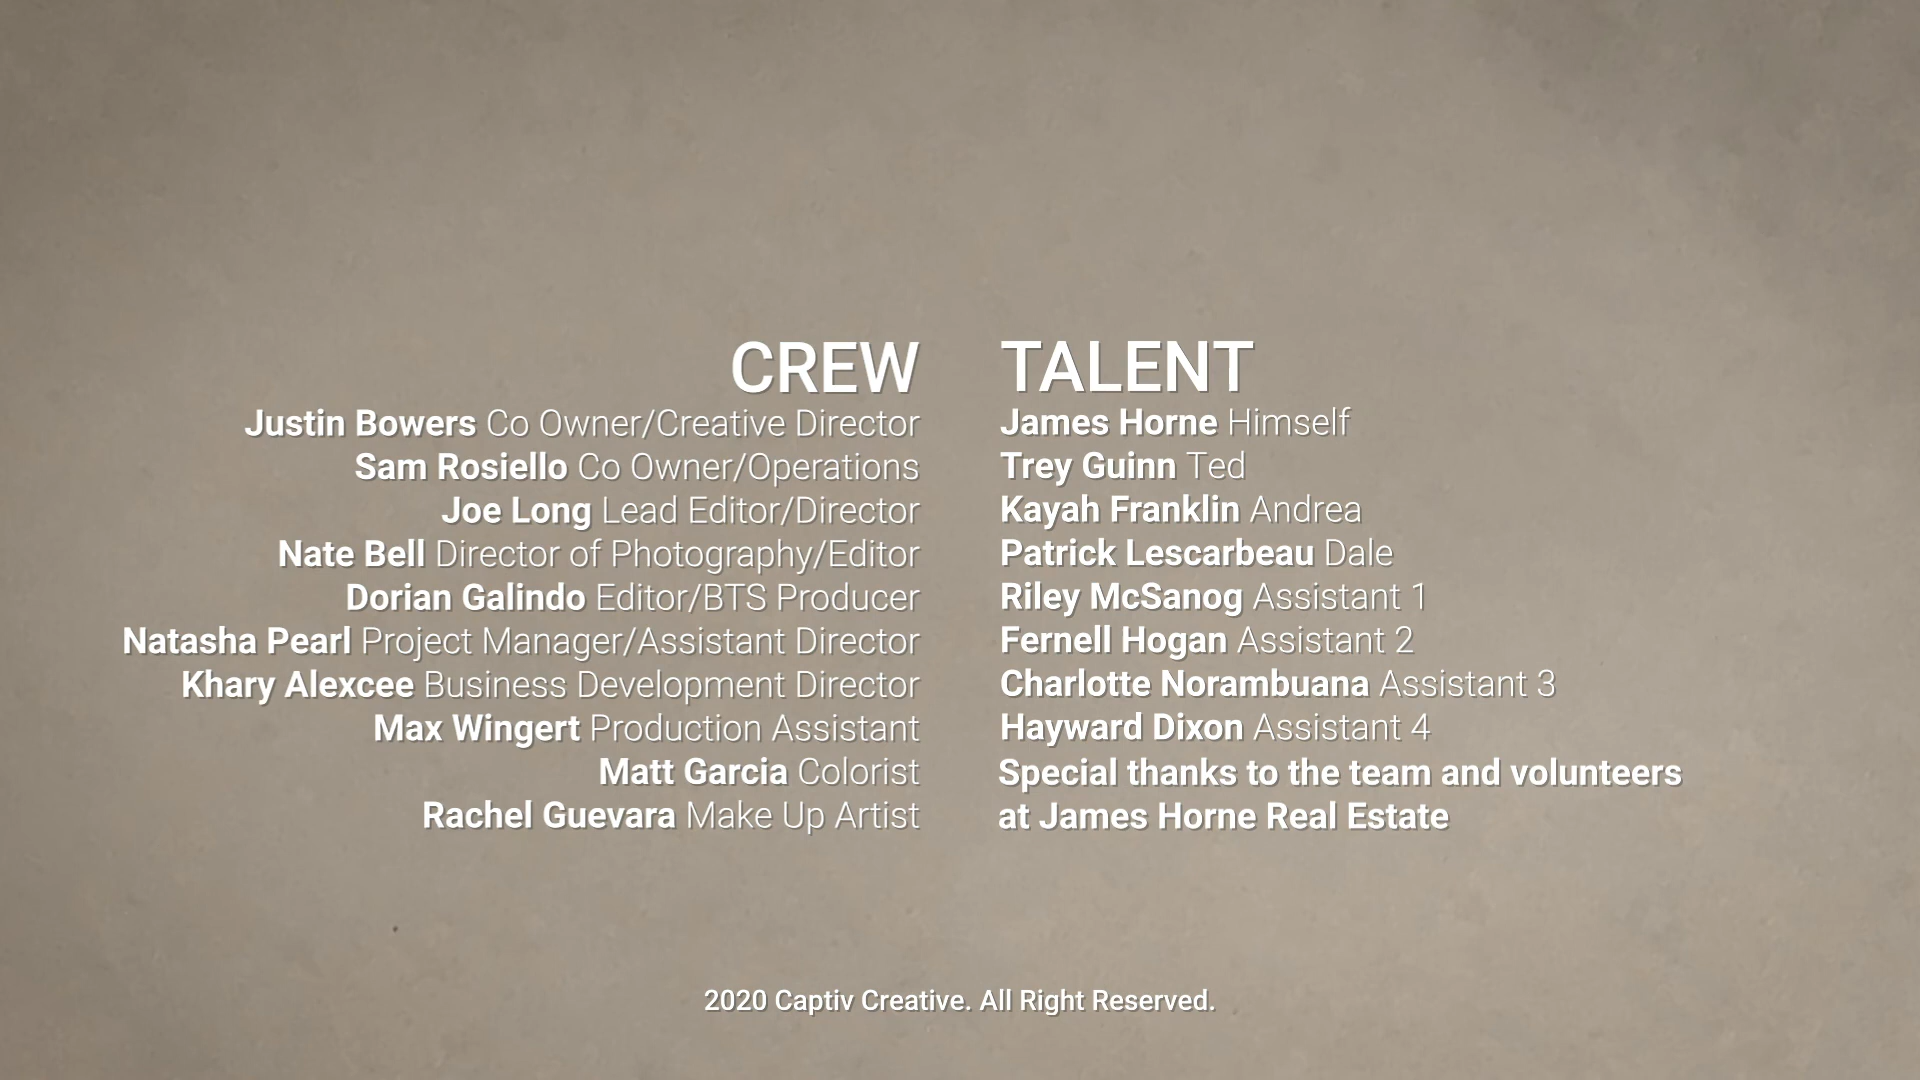 CREW
Justin Bowers Co Owner/Creative Director
Sam Rosiello Co Owner/Operations
Joe Long Lead Editor/Director
Nate Bell Director of Photography/Editor
Dorian Galindo Editor/BTS Producer
Natasha Pearl Project Manager/Assistant Director
Khary Alexcee Business Development Director
Max Wingert Production Assistant
Matt Garcia Colorist
Rachel Guevara Make Up Artist
TALENT
James Horne Himself
Trey Guinn Ted
Kayah Franklin Andrea
Patrick Lescarbeau Dale
Riley McSanog Assistant 1
Fernell Hogan Assistant 2
Charlotte Norambuana Assistant 3
Hayward Dixon Assistant 4
Special thanks to the team and volunteers
at James Horne Real Estate
2020 Captiv Creative. All Right Reserved.